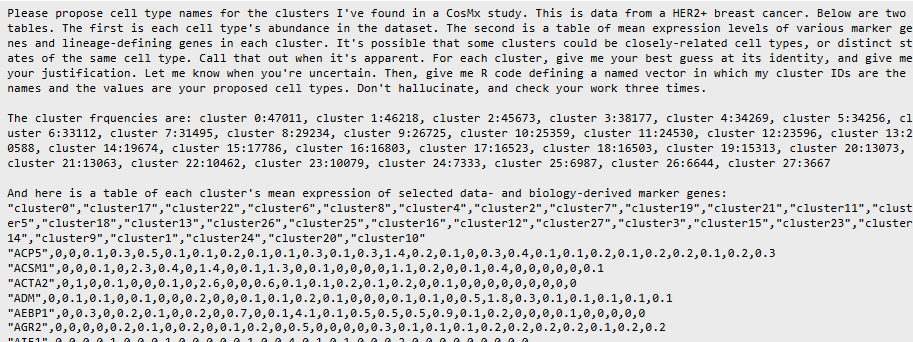 Please propose cell type names for the clusters I've found in a CosMx study. This is data from a HER2+ breast cancer. Below are two
tables. The first is each cell type's abundance in the dataset. The second is a table of mean expression levels of various marker ge
nes and lineage-defining genes in each cluster. It's possible that some clusters could be closely-related cell types, or distinct st
ates of the same cell type. Call that out when it's apparent. For each cluster, give me your best guess at its identity, and give me
your justification. Let me know when you're uncertain. Then, give me R code defining a named vector in which my cluster IDs are the
names and the values are your proposed cell types. Don't hallucinate, and check your work three times.
The cluster frquencies are: cluster 0:47011, cluster 1:46218, cluster 2:45673, cluster 3:38177, cluster 4:34269, cluster 5:34256, cl
uster 6:33112, cluster 7:31495, cluster 8:29234, cluster 9:26725, cluster 10:25359, cluster 11:24530, cluster 12:23596, cluster 13:2
0588, cluster 14:19674, cluster 15:17786, cluster 16:16803, cluster 17:16523, cluster 18:16503, cluster 19:15313, cluster 20:13073,
cluster 21:13063, cluster 22:10462, cluster 23:10079, cluster 24:7333, cluster 25:6987, cluster 26:6644, cluster 27:3667
And here is a table of each cluster's mean expression of selected data- and biology-derived marker genes:
"cluster0","cluster17","cluster22","cluster6","cluster8","cluster4","cluster2","cluster7","cluster19","cluster21","cluster11","clust
er5","cluster18","cluster13","cluster26","cluster25","cluster16","cluster12","cluster27","cluster3","cluster15","cluster23","cluster
14","cluster9","cluster1","cluster24","cluster20","cluster10"
"ACP5",0,0,0.1,0.3,0.5,0.1,0.1,0.2,0.1,0.1,0.3,0.1,0.3,1.4,0.2,0.1,0,0.3,0.4,0.1,0.1,0.2,0.1,0.2,0.2,0.1,0.2,0.3
"ACSM1",0,0,0.1,0,2.3,0.4,0,1.4,0,0.1,1.3,0,0.1,0,0,0,0,1.1,0.2,0,0.1,0.4,0,0,0,0,0,0.1
"ACTA2",0,1,0,0.1,0,0,0.1,0,2.6,0,0,0.6,0.1,0.1,0.2,0.1,0.2,0.1,0.2,0,0.1,0,0,0,0,0,0,0
"ADM",0,0.1,0.1,0,0.1,0,0,0.2,0,0,0.1,0.1,0.2,0.1,0,0,0.1,0.1,0,0.5,1.8,0.3,0.1,0.1,0.1,0.1,0.1
"AEBP1",0,0.3,0,0.2,0.1,0,0.2,0,0.7,0,0.1,4.1,0.1,0.5,0.5,0.5,0.9,0.1,0.2,0,0,0,0.1,0,0,0,0,0
"AGR2",0,0,0,0,0.2,0.1,0,0.2,0,0.1,0.2,0,0.5,0,0,0,0,0.3,0.1,0.1,0.1,0.2,0.2,0.2,0.2,0.1,0.2,0.2